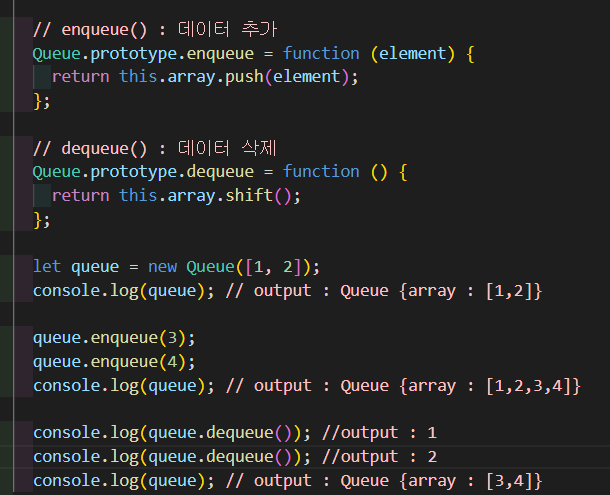 // enqueue() : 데이터 추가
Queue.prototype.enqueue = function (element) {
  return this.array.push(element);
};
// dequeue() : 데이터 삭제
Queue.prototype.dequeue = function () {
  return this.array.shift();
};
let queue = new Queue([1, 2]);
console.log(queue); // output : Queue {array : [1,2]}
queue.enqueue(3);
queue.enqueue(4);
console.log(queue); // output : Queue {array : [1,2,3,4]}
console.log(queue.dequeue()); //output : 1
console.log(queue.dequeue()); //output : 2
console.log(queue); // output : Queue {array : [3,4]}